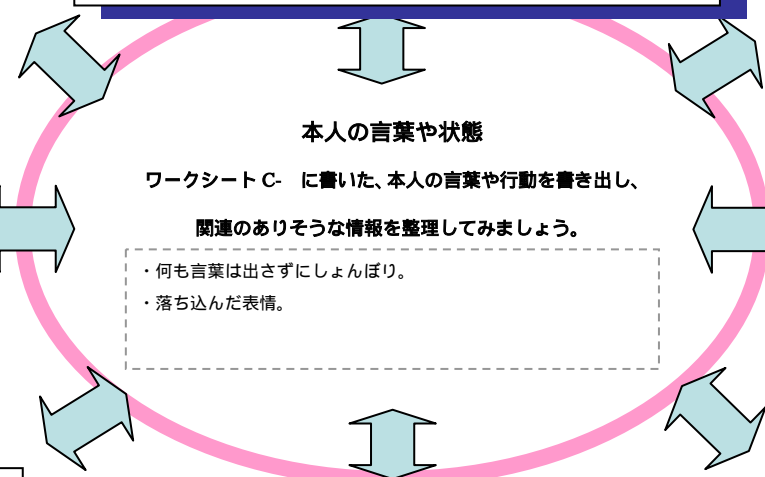 本人の言葉や状態
ワークシート C-　に書いた、本人の言葉や行動を書き出し、
関連のありそうな情報を整理してみましょう。
・何も言葉は出さずにしょんぼり。
・落ち込んだ表情。